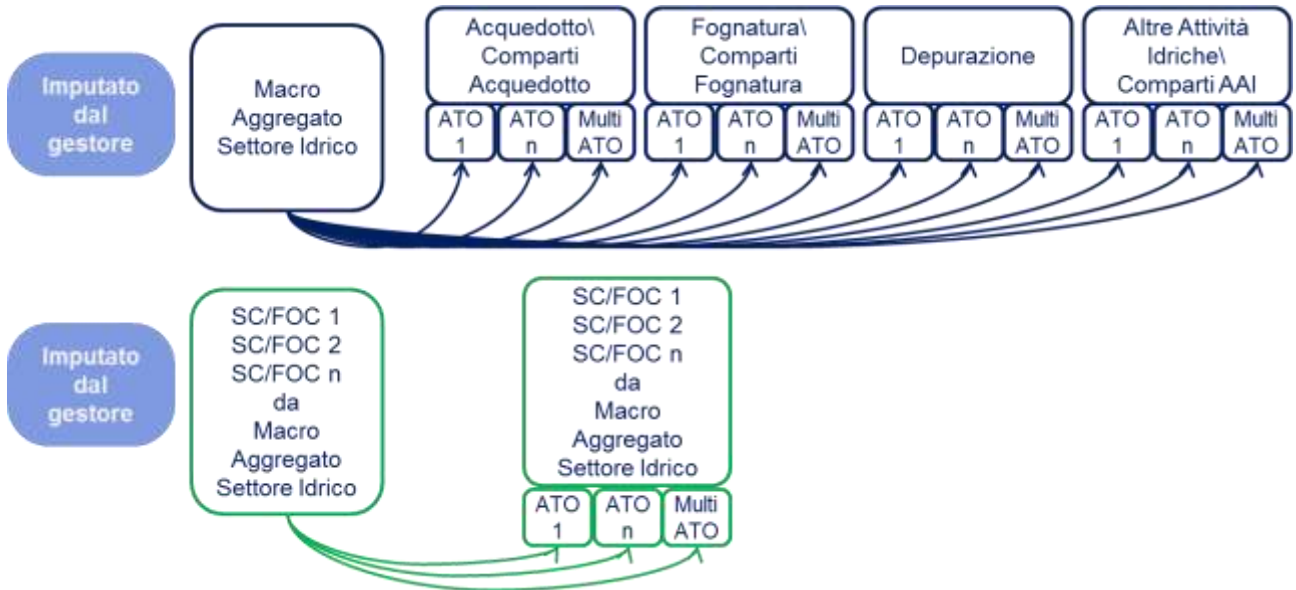 Imputato
dal
gestore
Macro
Aggregato
Settore Idrico
Acquedotto\
Comparti
Acquedotto
ATO
1
ATO
n
Multi
ATO
Fognatura\
Comparti
Fognatura
ATO
1
ATO
n
Multi
ATO
Depurazione
ATO
1
ATO
n
Multi
ATO
Altre Attività
Idriche\
Comparti AAI
ATO
1
ATO
n
Multi
ATO
Imputato
dal
gestore
SC/FOC 1
SC/FOC 2
SC/FOC n
da
Macro
Aggregato
Settore Idrico
SC/FOC 1
SC/FOC 2
SC/FOC n
da
Macro
Aggregato
Settore Idrico
ATO
1
ATO
n
Multi
ATO